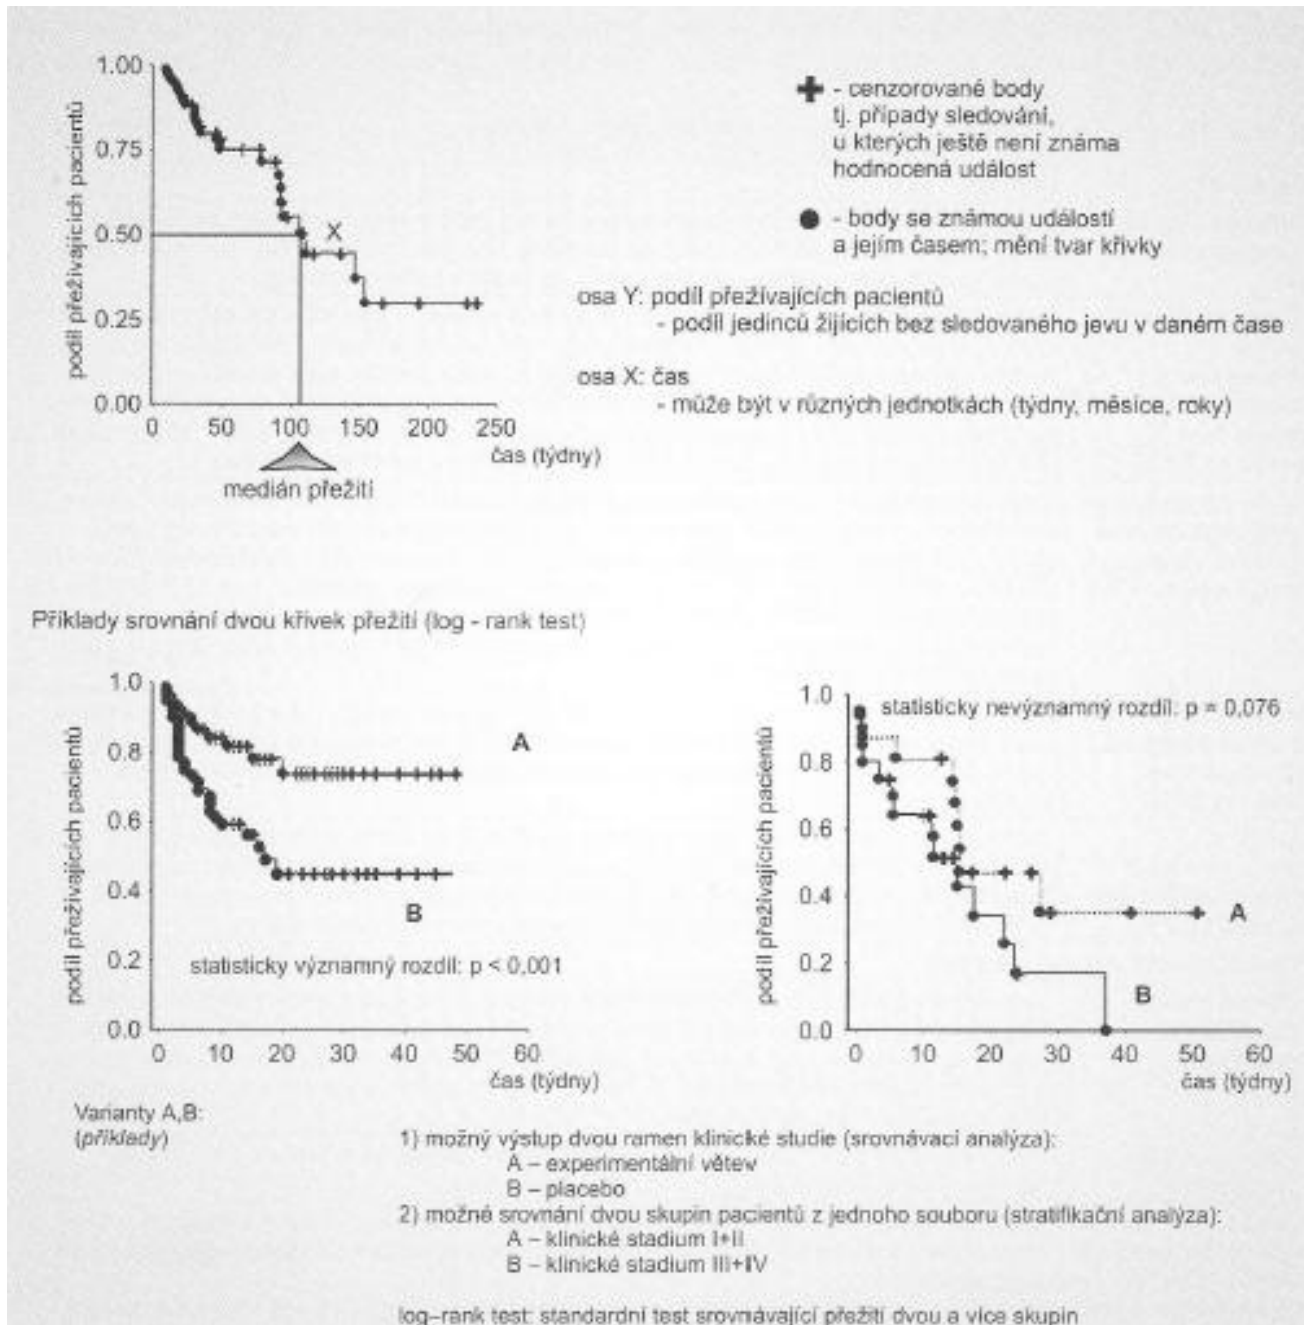 podíl přežívajících pacientů
1.00
0.75
0.50
0.25
0.00
X
0 50 100 150 200 250
čas (týdny)
medián přežití
- cenzorované body
tj. případy sledování,
u kterých ještě není známa
hodnocená událost
- body se známou událostí
a jejím časem; mění tvar křivky
osa Y: podíl přežívajících pacientů
- podíl jedinců žijících bez sledovaného jevu v daném čase
osa X: čas
- může být v různých jednotkách (týdny, měsíce, roky)
Příklady srovnání dvou křivek přežití (log - rank test)
podíl přežívajících pacientů
1.0
0.8
0.6
0.4
0.2
0.0
A
B
statisticky významný rozdíl: p < 0,001
0 10 20 30 40 50 60
čas (týdny)
podíl přežívajících pacientů
1.0
0.8
0.6
0.4
0.2
0.0
statisticky nevýznamný rozdíl: p = 0,076
A
B
0 10 20 30 40 50 60
čas (týdny)
Varianty A,B:
(příklady)
1) možný výstup dvou ramen klinické studie (srovnávací analýza):
A – experimentální větev
B – placebo
2) možné srovnání dvou skupin pacientů z jednoho souboru (stratifikační analýza):
A – klinické stadium I+II
B – klinické stadium III+IV
log–rank test: standardní test srovnávající přežití dvou a více skupin